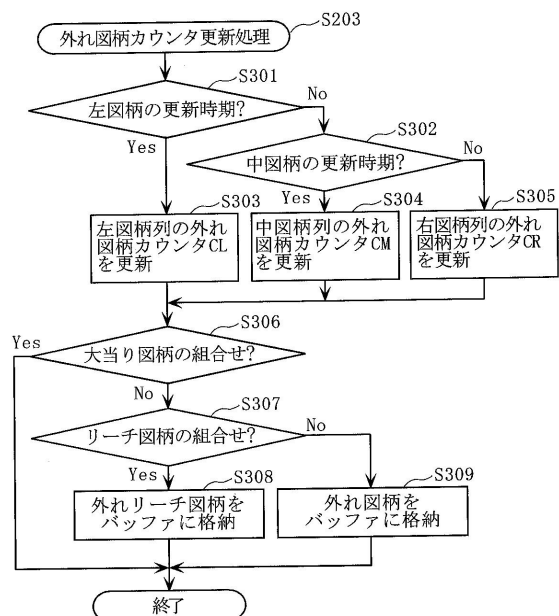 外れ図柄カウンタ更新処理
S203
S301
左図柄の更新時期?
No
Yes
S302
中図柄の更新時期?
No
Yes
S303
左図柄列の外れ
図柄カウンタCL
を更新
S304
中図柄列の外れ
図柄カウンタCM
を更新
S305
右図柄列の外れ
図柄カウンタCR
を更新
S306
Yes
大当り図柄の組合せ?
No
S307
リーチ図柄の組合せ?
No
Yes
S308
外れリーチ図柄を
バッファに格納
S309
外れ図柄を
バッファに格納
終了